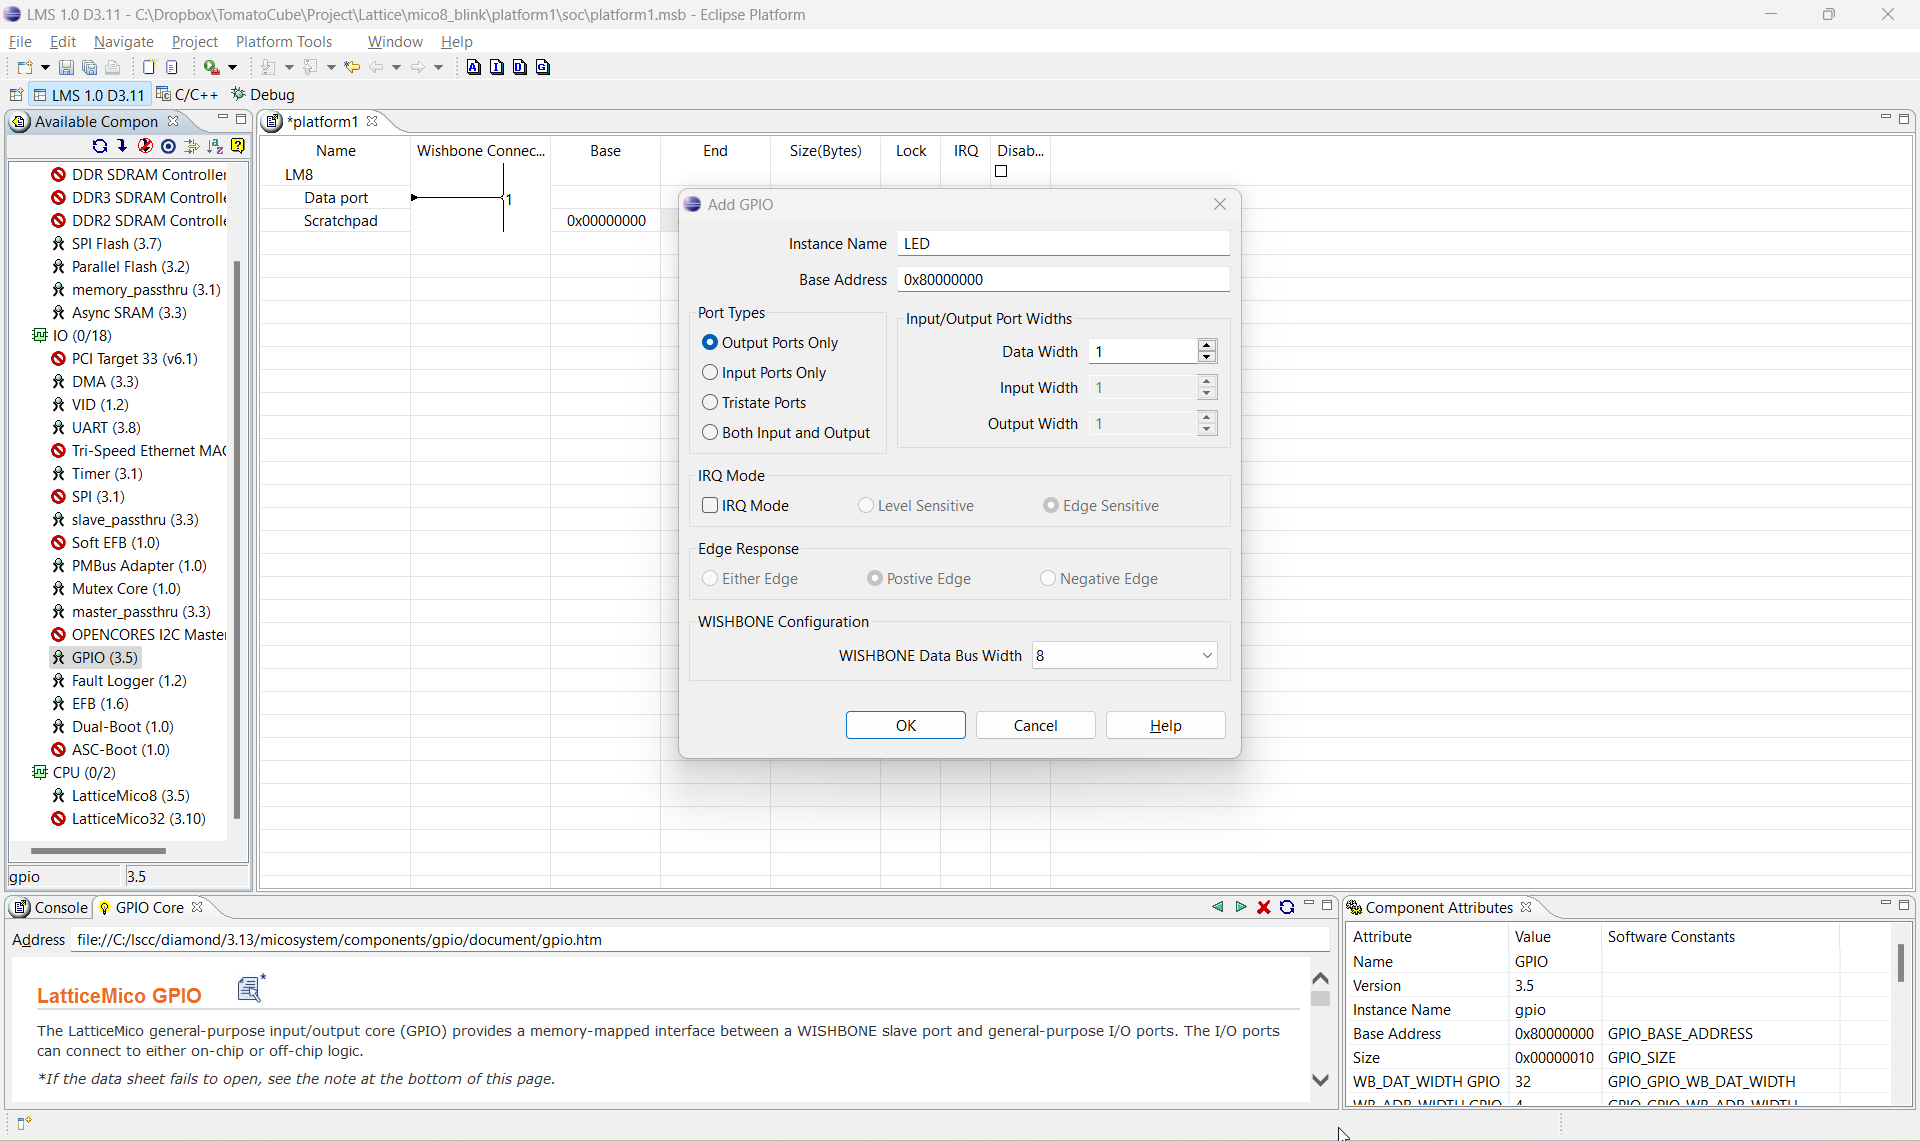 LMS 1.0 D3.11 - C:\Dropbox\TomatoCube\Project\Lattice\mico8_blink\platform1\soc\platform1.msb - Eclipse Platform
File Edit Navigate Project Platform Tools Window Help
A I D G
LMS 1.0 D3.11 C/C++ Debug
Available Compon
DDR SDRAM Controller
DDR3 SDRAM Controlle
DDR2 SDRAM Controlle
SPI Flash (3.7)
Parallel Flash (3.2)
memory_passthru (3.1)
Async SRAM (3.3)
IO (0/18)
PCI Target 33 (v6.1)
DMA (3.3)
VID (1.2)
UART (3.8)
Tri-Speed Ethernet MAC
Timer (3.1)
SPI (3.1)
slave_passthru (3.3)
Soft EFB (1.0)
PMBus Adapter (1.0)
Mutex Core (1.0)
master_passthru (3.3)
OPENCORES I2C Master
GPIO (3.5)
Fault Logger (1.2)
EFB (1.6)
Dual-Boot (1.0)
ASC-Boot (1.0)
CPU (0/2)
LatticeMico8 (3.5)
LatticeMico32 (3.10)
gpio 3.5
*platform1
Name Wishbone Connec... Base End Size(Bytes) Lock IRQ Disab...
LM8
Data port 1
Scratchpad 0x00000000
Add GPIO
Instance Name LED
Base Address 0x80000000
Port Types
Output Ports Only
Input Ports Only
Tristate Ports
Both Input and Output
Input/Output Port Widths
Data Width 1
Input Width 1
Output Width 1
IRQ Mode
IRQ Mode Level Sensitive Edge Sensitive
Edge Response
Either Edge Postive Edge Negative Edge
WISHBONE Configuration
WISHBONE Data Bus Width 8
OK Cancel Help
Console GPIO Core
Address file://C:/lscc/diamond/3.13/micosystem/components/gpio/document/gpio.htm
LatticeMico GPIO *
The LatticeMico general-purpose input/output core (GPIO) provides a memory-mapped interface between a WISHBONE slave port and general-purpose I/O ports. The I/O ports
can connect to either on-chip or off-chip logic.
*If the data sheet fails to open, see the note at the bottom of this page.
Component Attributes
Attribute Value Software Constants
Name GPIO
Version 3.5
Instance Name gpio
Base Address 0x80000000 GPIO_BASE_ADDRESS
Size 0x00000010 GPIO_SIZE
WB_DAT_WIDTH GPIO 32 GPIO_GPIO_WB_DAT_WIDTH
WB_ADR_WIDTH GPIO 4 GPIO_GPIO_WB_ADR_WIDTH